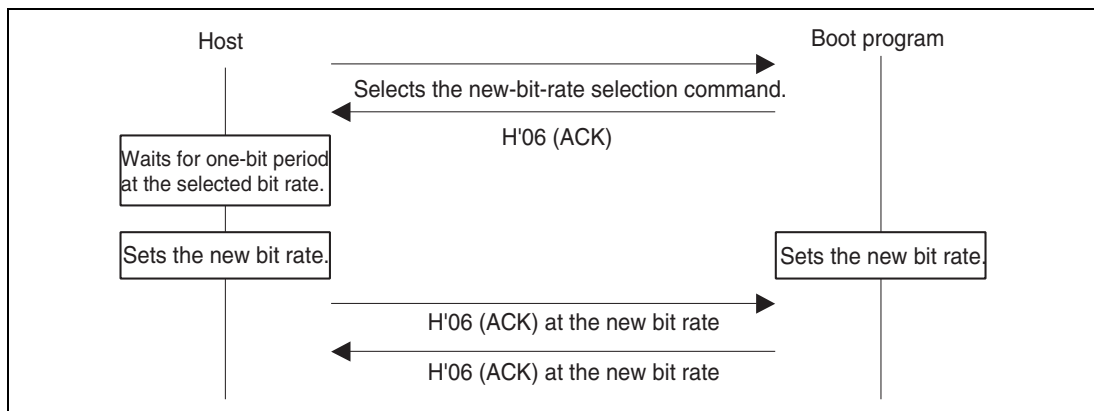 Host
Boot program
Selects the new-bit-rate selection command.
H'06 (ACK)
Waits for one-bit period
at the selected bit rate.
Sets the new bit rate.
Sets the new bit rate.
H'06 (ACK) at the new bit rate
H'06 (ACK) at the new bit rate